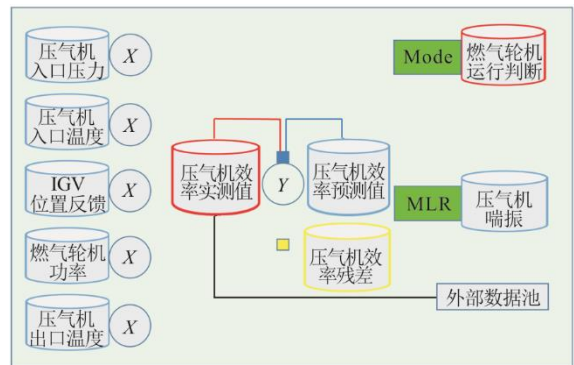 压气机
入口压力
X
压气机
入口温度
X
IGV
位置反馈
X
燃气轮机
功率
X
压气机
出口温度
X
压气机效
率实测值
Y
压气机效
率预测值
压气机效
率残差
Mode
燃气轮机
运行判断
MLR
压气机
喘振
外部数据池